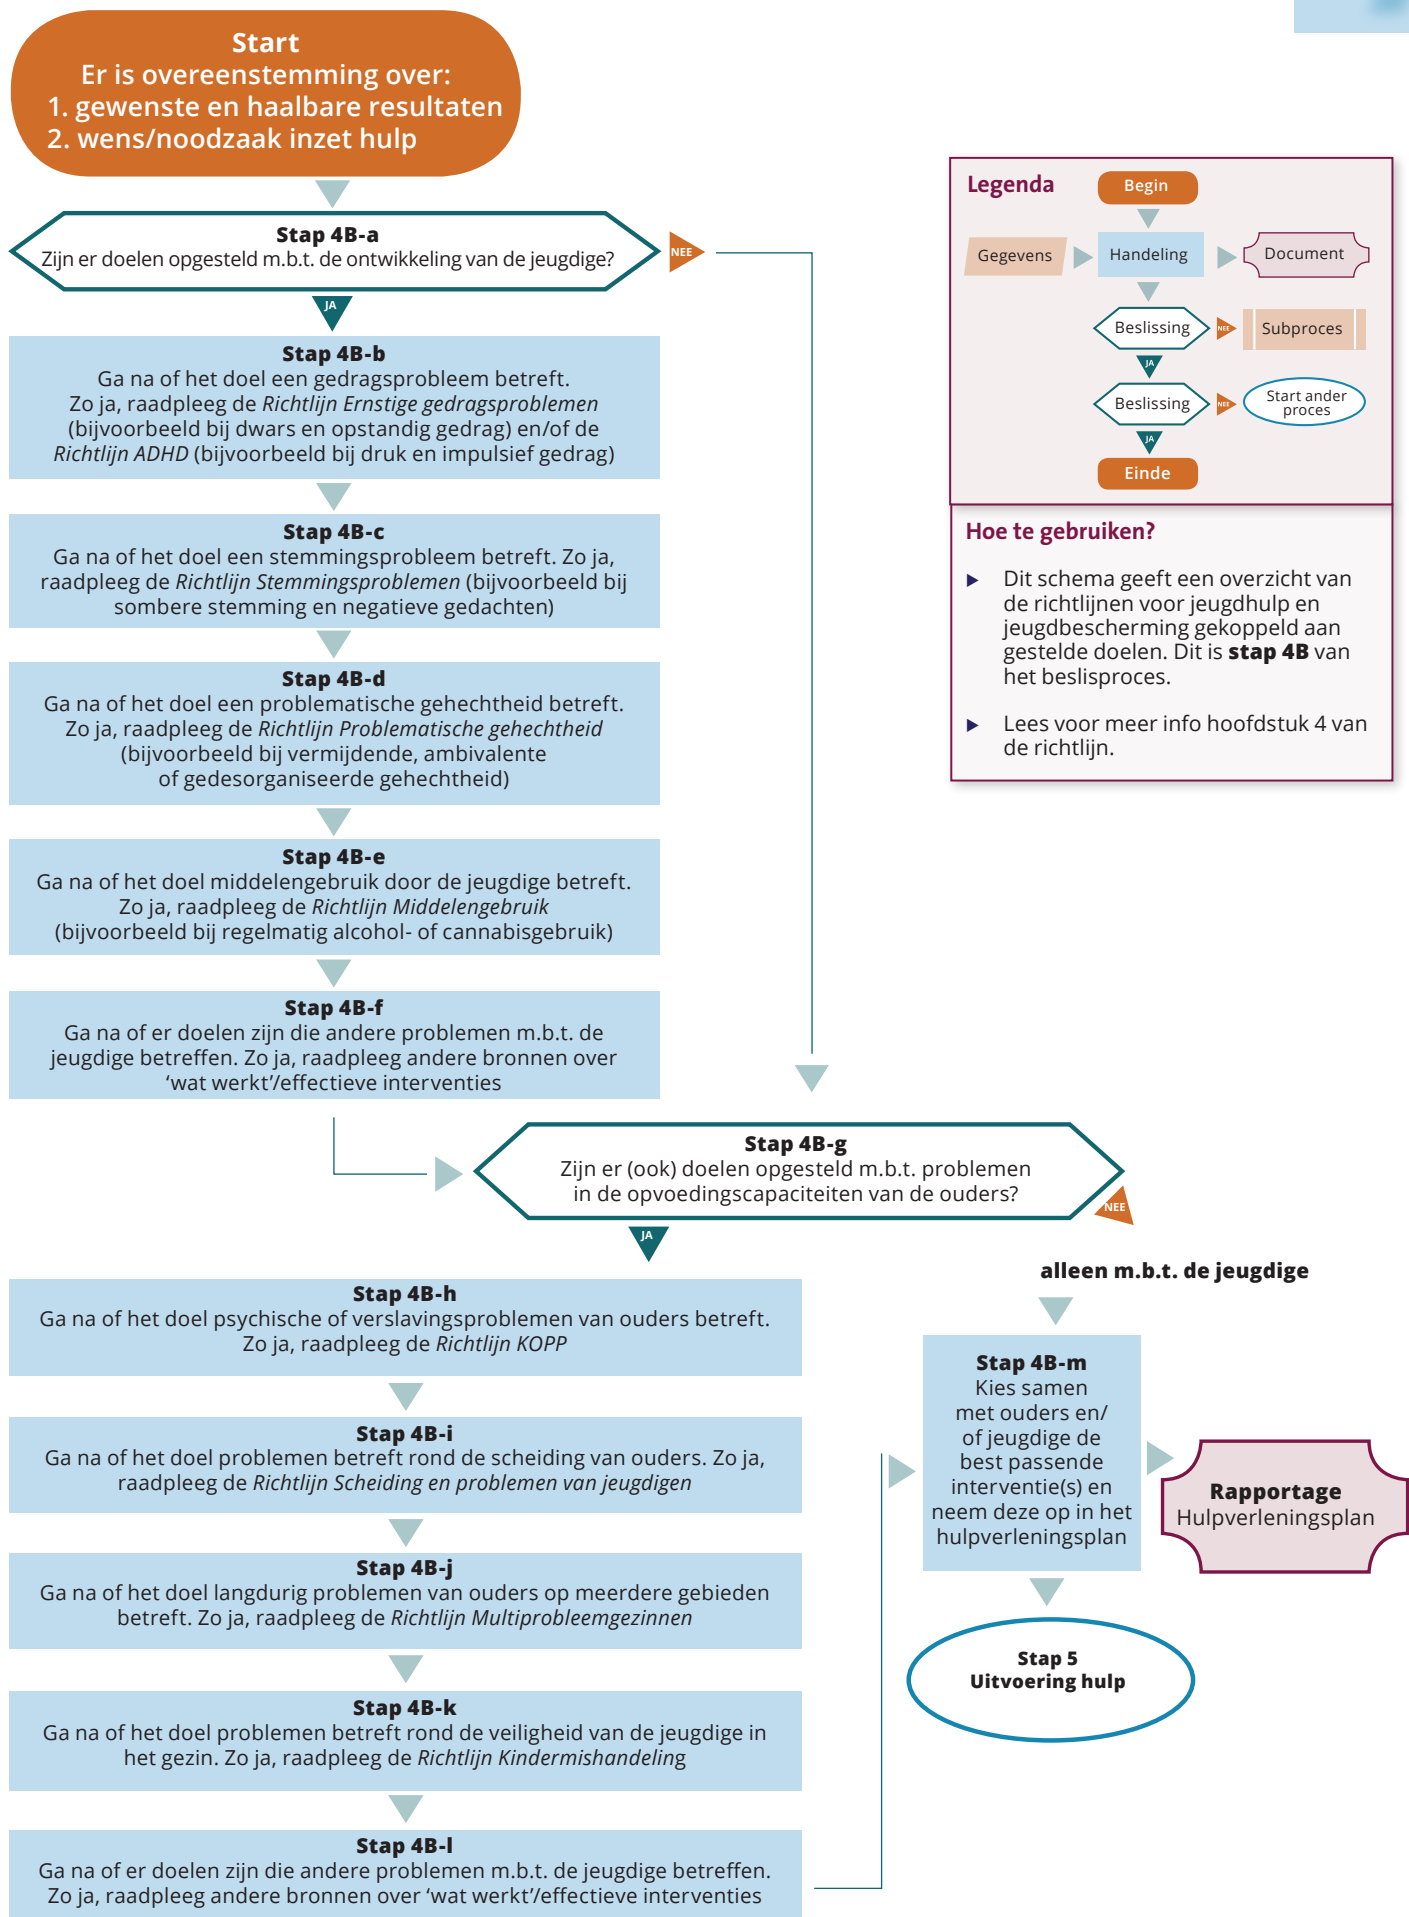 Start
Er is overeenstemming over:
1. gewenste en haalbare resultaten
2. wens/noodzaak inzet hulp
Stap 4B-a
Zijn er doelen opgesteld m.b.t. de ontwikkeling van de jeugdige?
NEE
JA
Stap 4B-b
Ga na of het doel een gedragsprobleem betreft.
Zo ja, raadpleeg de Richtlijn Ernstige gedragsproblemen
(bijvoorbeeld bij dwars en opstandig gedrag) en/of de
Richtlijn ADHD (bijvoorbeeld bij druk en impulsief gedrag)
Stap 4B-c
Ga na of het doel een stemmingsprobleem betreft. Zo ja,
raadpleeg de Richtlijn Stemmingsproblemen (bijvoorbeeld bij
sombere stemming en negatieve gedachten)
Stap 4B-d
Ga na of het doel een problematische gehechtheid betreft.
Zo ja, raadpleeg de Richtlijn Problematische gehechtheid
(bijvoorbeeld bij vermijdende, ambivalente
of gedesorganiseerde gehechtheid)
Stap 4B-e
Ga na of het doel middelengebruik door de jeugdige betreft.
Zo ja, raadpleeg de Richtlijn Middelengebruik
(bijvoorbeeld bij regelmatig alcohol- of cannabisgebruik)
Stap 4B-f
Ga na of er doelen zijn die andere problemen m.b.t. de
jeugdige betreffen. Zo ja, raadpleeg andere bronnen over
‘wat werkt’/effectieve interventies
Legenda
Begin
Gegevens
Handeling
Document
Beslissing
NEE
Subproces
JA
Beslissing
NEE
Start ander
proces
JA
Einde
Hoe te gebruiken?
Dit schema geeft een overzicht van
de richtlijnen voor jeugdhulp en
jeugdbescherming gekoppeld aan
gestelde doelen. Dit is stap 4B van
het beslisproces.
Lees voor meer info hoofdstuk 4 van
de richtlijn.
Stap 4B-g
Zijn er (ook) doelen opgesteld m.b.t. problemen
in de opvoedingscapaciteiten van de ouders?
NEE
JA
Stap 4B-h
Ga na of het doel psychische of verslavingsproblemen van ouders betreft.
Zo ja, raadpleeg de Richtlijn KOPP
Stap 4B-i
Ga na of het doel problemen betreft rond de scheiding van ouders. Zo ja,
raadpleeg de Richtlijn Scheiding en problemen van jeugdigen
Stap 4B-j
Ga na of het doel langdurig problemen van ouders op meerdere gebieden
betreft. Zo ja, raadpleeg de Richtlijn Multiprobleemgezinnen
Stap 4B-k
Ga na of het doel problemen betreft rond de veiligheid van de jeugdige in
het gezin. Zo ja, raadpleeg de Richtlijn Kindermishandeling
Stap 4B-l
Ga na of er doelen zijn die andere problemen m.b.t. de jeugdige betreffen.
Zo ja, raadpleeg andere bronnen over ‘wat werkt’/effectieve interventies
alleen m.b.t. de jeugdige
Stap 4B-m
Kies samen
met ouders en/
of jeugdige de
best passende
interventie(s) en
neem deze op in het
hulpverleningsplan
Rapportage
Hulpverleningsplan
Stap 5
Uitvoering hulp